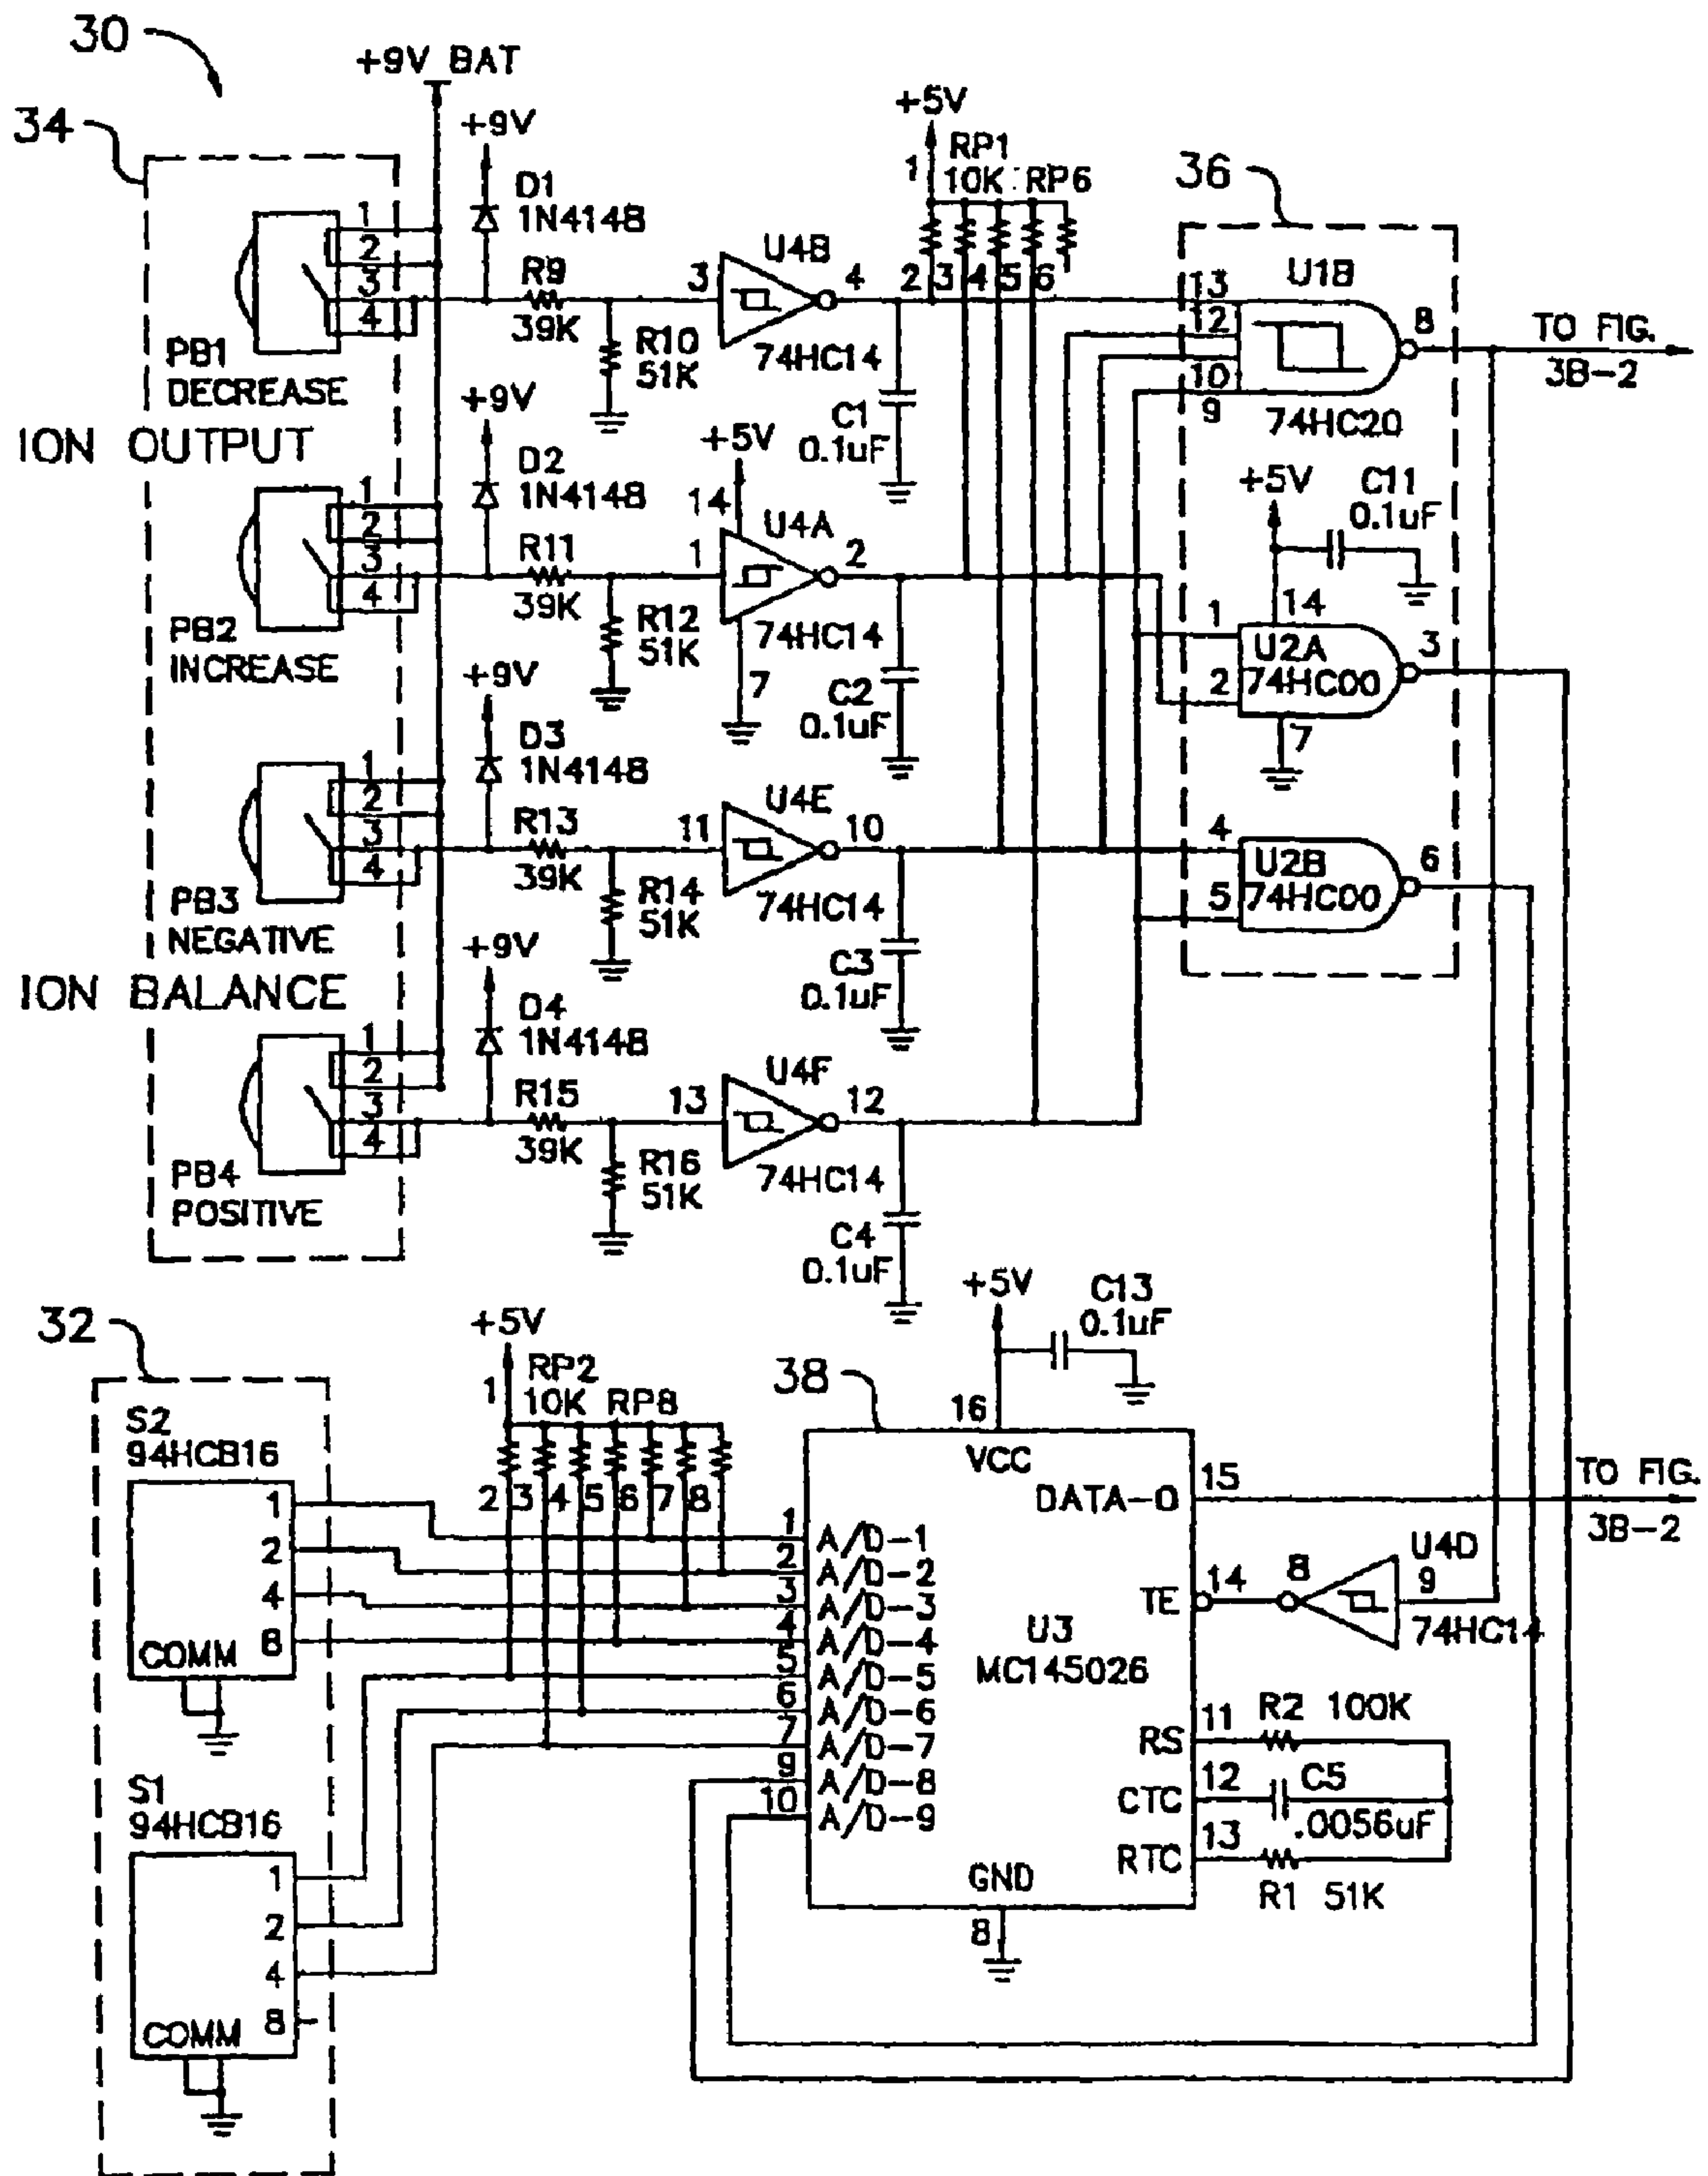 30
+9V BAT
34
+9V
+5V
D1
1N4148
RP1
10K RP6
36
1
1
2
3
4
R9
39K
3
U4B
4
2 3 4 5 6
13
12
10
9
U1B
8
TO FIG.
3B-2
74HC20
R10
51K
74HC14
PB1
DECREASE
C1
0.1uF
ION OUTPUT
+9V
D2
1N4148
+5V
14
1
2
3
4
R11
39K
1
U4A
2
+5V
C11
0.1uF
R12
51K
74HC14
7
PB2
INCREASE
C2
0.1uF
1
2
14
U2A
74HC00
3
7
+9V
D3
1N4148
1
2
3
4
R13
39K
11
U4E
10
4
5
U2B
74HC00
6
R14
51K
74HC14
PB3
NEGATIVE
C3
0.1uF
ION BALANCE
+9V
D4
1N4148
1
2
3
4
R15
39K
13
U4F
12
R16
51K
74HC14
PB4
POSITIVE
C4
0.1uF
32
+5V
RP2
10K RP8
1
38
+5V
C13
0.1uF
16
S2
94HCB16
1
2
4
8
COMM
2 3 4 5 6 7 8
VCC
DATA-O
15
TO FIG.
3B-2
1
A/D-1
2
A/D-2
3
A/D-3
4
A/D-4
5
A/D-5
6
A/D-6
7
A/D-7
9
A/D-8
10
A/D-9
TE
14
8
U4D
9
74HC14
U3
MC145026
RS
11
R2 100K
CTC
12
C5
.0056uF
RTC
13
R1 51K
GND
8
S1
94HCB16
1
2
4
8
COMM